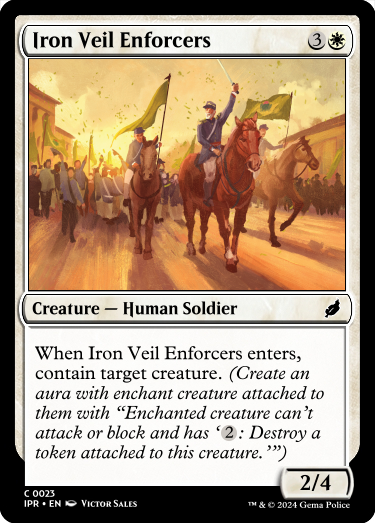 Iron Veil Enforcers 3
Creature — Human Soldier
When Iron Veil Enforcers enters,
contain target creature. (Create an
aura with enchant creature attached to
them with “Enchanted creature can’t
attack or block and has ‘2: Destroy a
token attached to this creature.’”)
2/4
C 0023
IPR • EN Victor Sales
™ & © 2024 Gema Police